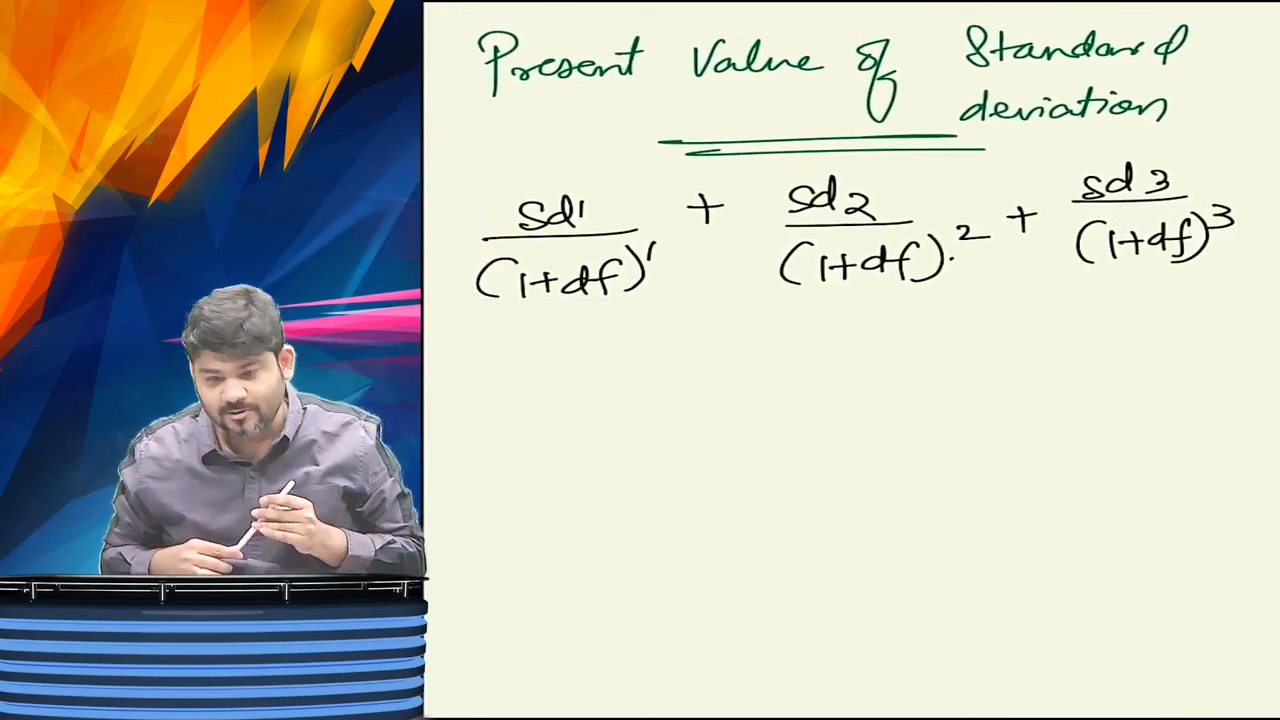 Present Value of Standard
deviation
sd1 / (1+df)^1 + sd2 / (1+df)^2 + sd3 / (1+df)^3